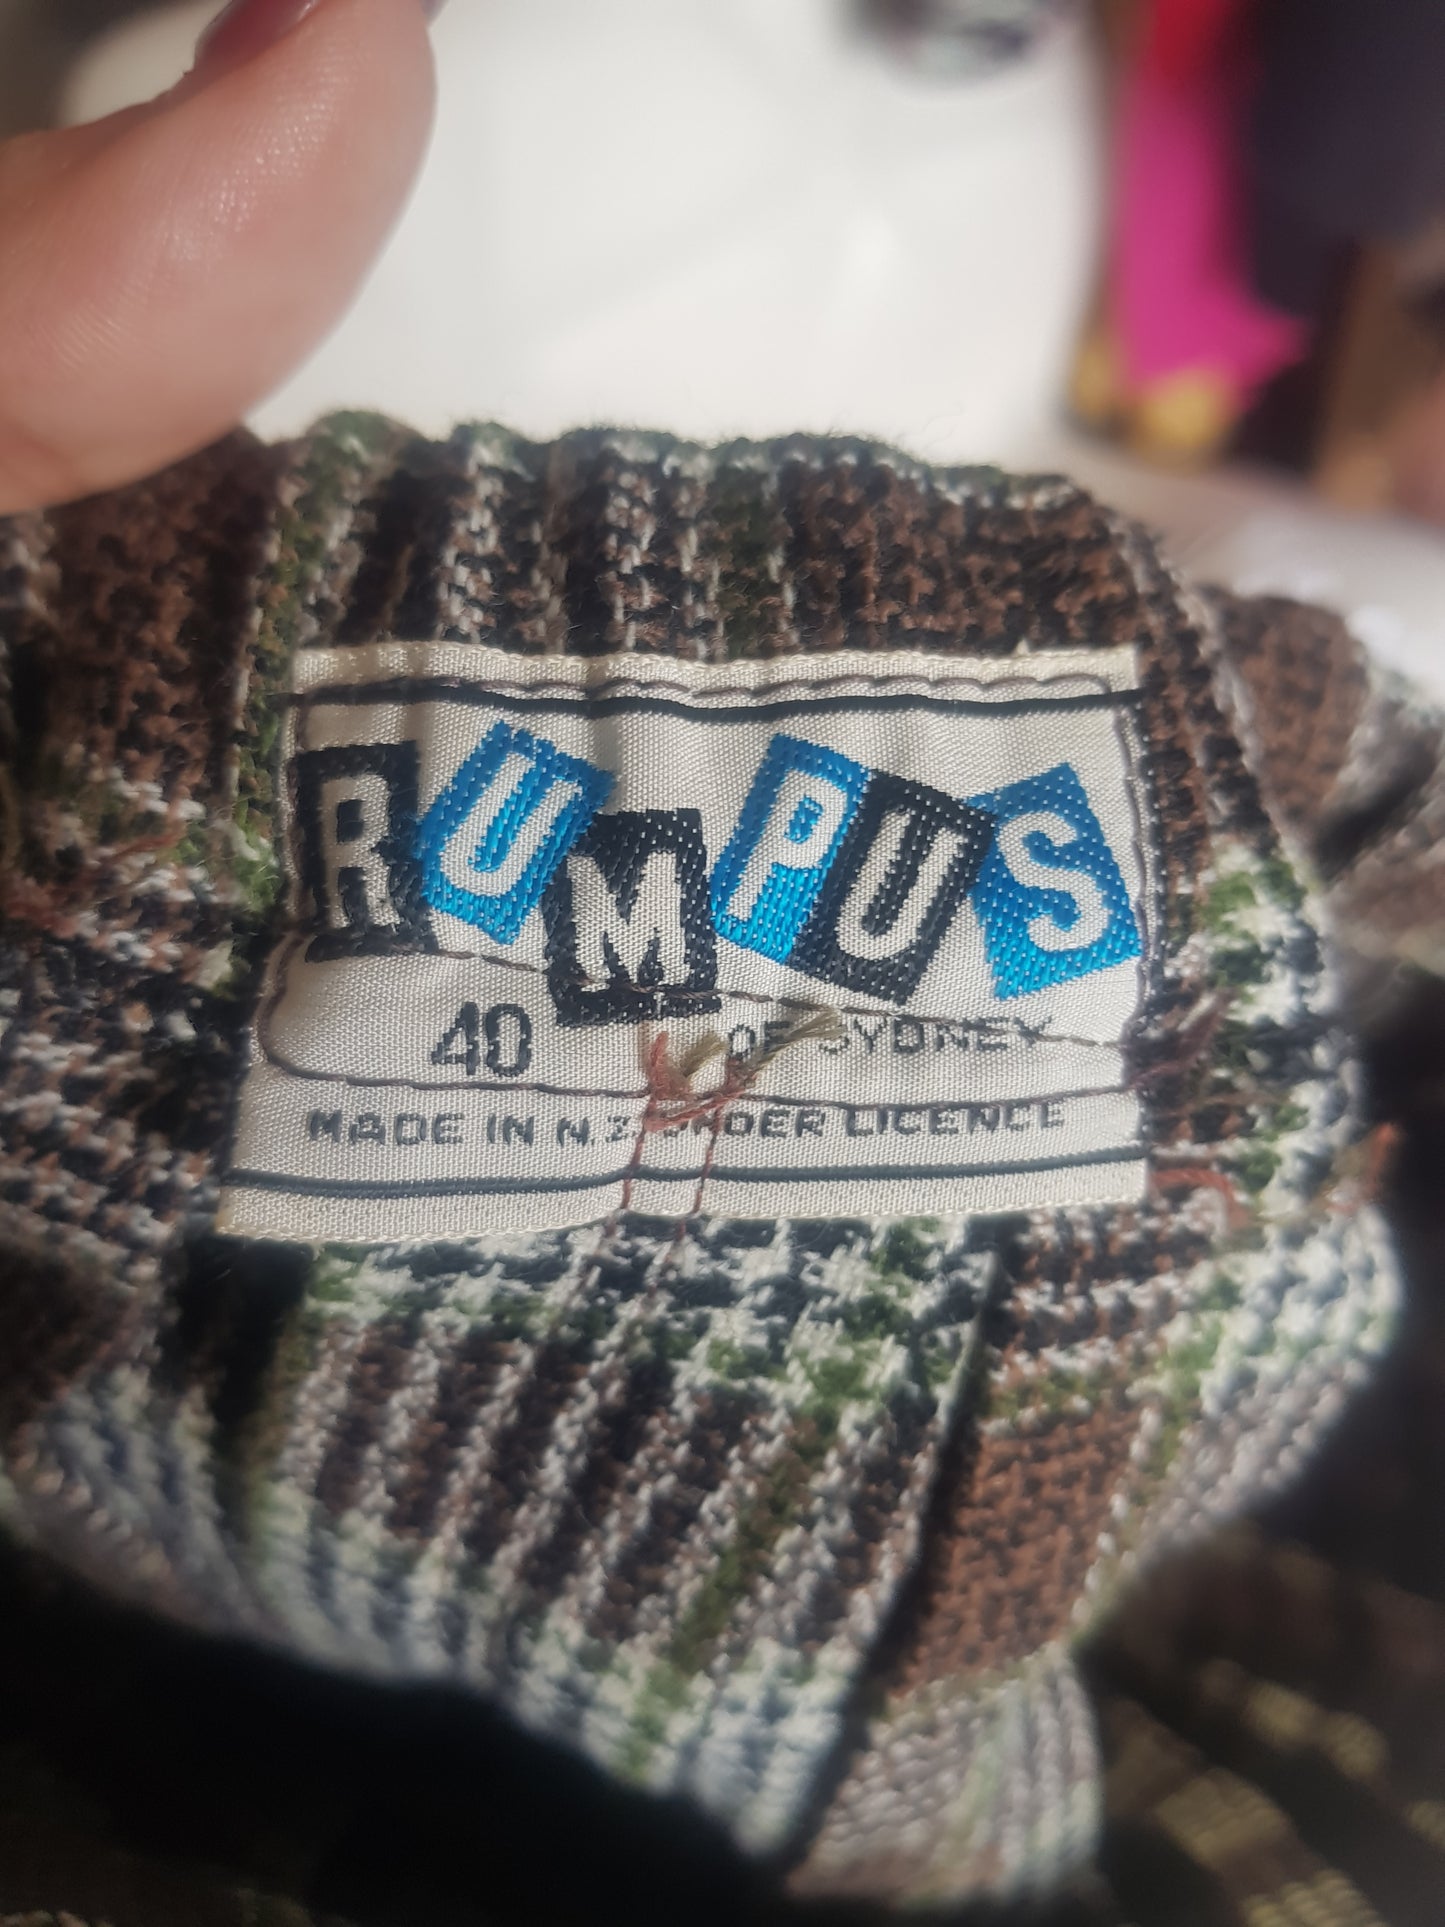 RUMPUS
40 OF SYDNEY
MADE IN N.Z. UNDER LICENCE